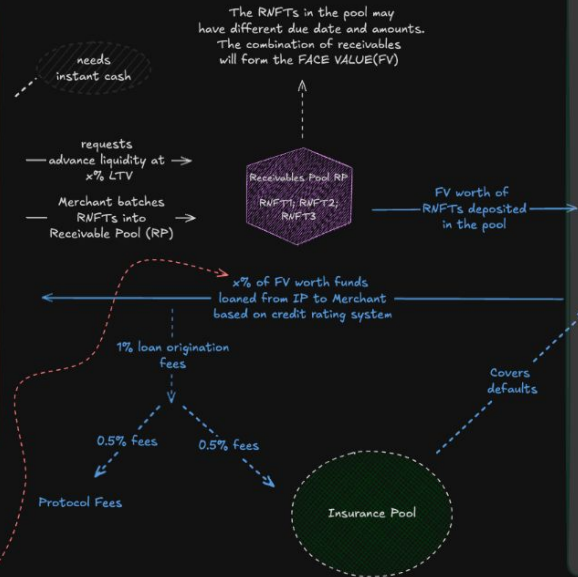 The RNFTs in the pool may
have different due date and amounts.
The combination of receivables
will form the FACE VALUE(FV)
needs
instant cash
requests
advance liquidity at
x% LTV
Merchant batches
RNFTs into
Receivable Pool (RP)
Receivables Pool RP
RNFT1; RNFT2;
RNFT3
FV worth of
RNFTs deposited
in the pool
x% of FV worth funds
loaned from IP to Merchant
based on credit rating system
1% loan origination
fees
Covers
defaults
0.5% fees
0.5% fees
Protocol Fees
Insurance Pool